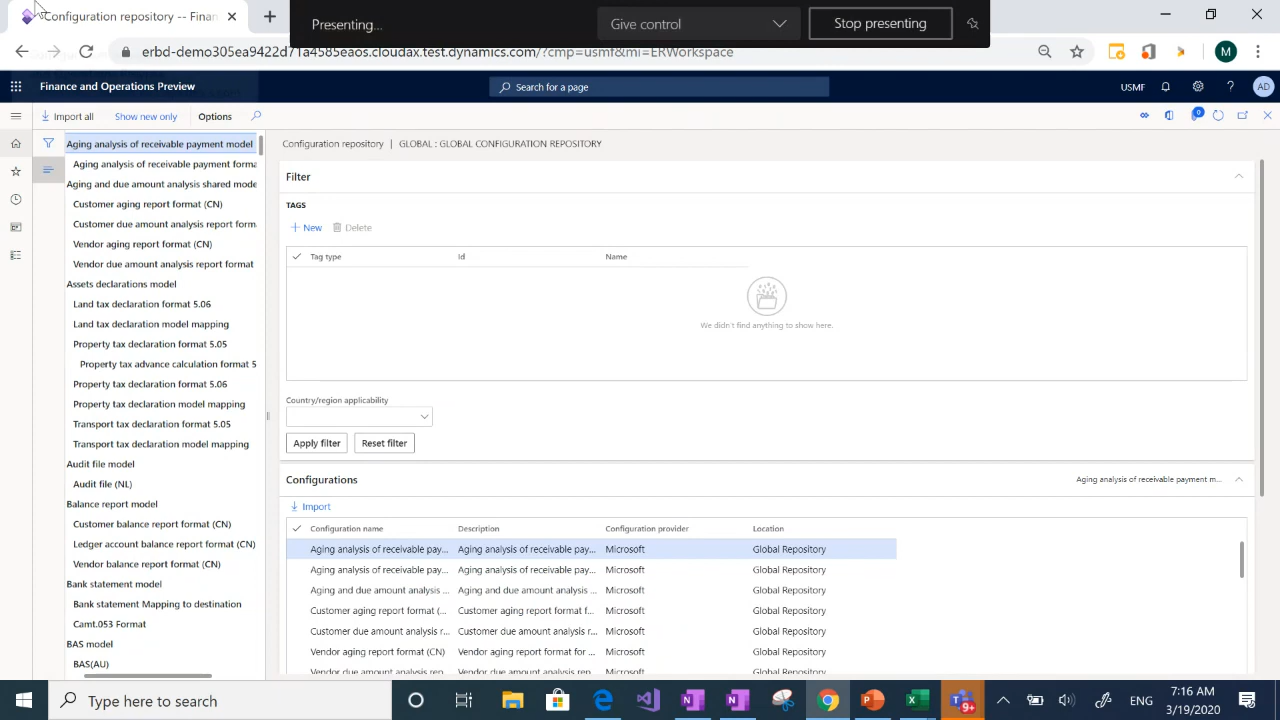 Configuration repository -- Finan
Presenting...
Give control
Stop presenting
erbd-demo305ea9422d71a4585eaos.cloudax.test.dynamics.com/?cmp=usmf&mi=ERWorkspace
M
Finance and Operations Preview
Search for a page
USMF
?
AD
Import all
Show new only
Options
0
Aging analysis of receivable payment model
Aging analysis of receivable payment forma
Aging and due amount analysis shared mode
Customer aging report format (CN)
Customer due amount analysis report form
Vendor aging report format (CN)
Vendor due amount analysis report format
Assets declarations model
Land tax declaration format 5.06
Land tax declaration model mapping
Property tax declaration format 5.05
Property tax advance calculation format 5
Property tax declaration format 5.06
Property tax declaration model mapping
Transport tax declaration format 5.05
Transport tax declaration model mapping
Audit file model
Audit file (NL)
Balance report model
Customer balance report format (CN)
Ledger account balance report format (CN)
Vendor balance report format (CN)
Bank statement model
Bank statement Mapping to destination
Camt.053 Format
BAS model
BAS(AU)
Configuration repository | GLOBAL : GLOBAL CONFIGURATION REPOSITORY
Filter
TAGS
New
Delete
Tag type
Id
Name
We didn't find anything to show here.
Country/region applicability
Apply filter
Reset filter
Configurations
Aging analysis of receivable payment m...
Import
Configuration name Description Configuration provider Location
Aging analysis of receivable pay... Aging analysis of receivable pay... Microsoft Global Repository
Aging analysis of receivable pay... Aging analysis of receivable pay... Microsoft Global Repository
Aging and due amount analysis ... Aging and due amount analysis ... Microsoft Global Repository
Customer aging report format (... Customer aging report format f... Microsoft Global Repository
Customer due amount analysis r... Customer due amount analysis r... Microsoft Global Repository
Vendor aging report format (CN) Vendor aging report format for ... Microsoft Global Repository
Vendor due amount analysis rep... Vendor due amount analysis rep... Microsoft Global Repository
Type here to search
9+
ENG
7:16 AM
3/19/2020